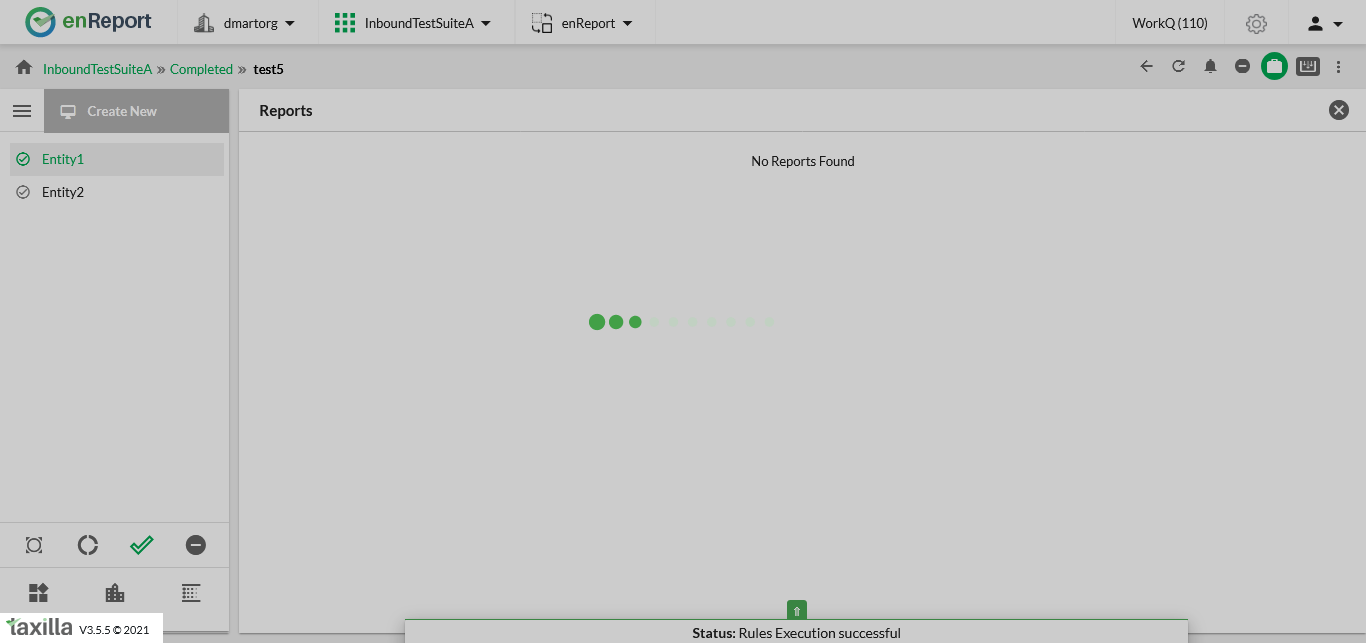 enReport dmartorg InboundTestSuiteA enReport WorkQ (110)
InboundTestSuiteA » Completed » test5
Create New
Reports
Entity1
No Reports Found
Entity2
taxilla V3.5.5 © 2021
Status: Rules Execution successful